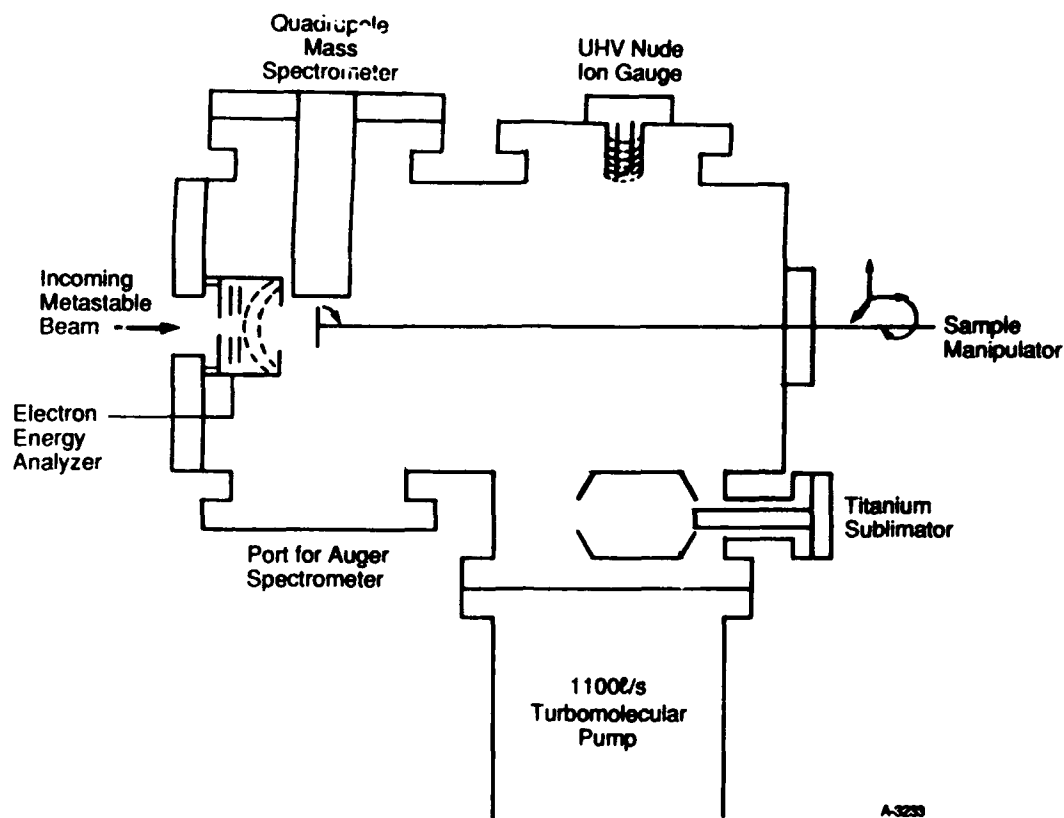 Quadrupole
Mass
Spectrometer
UHV Nude
Ion Gauge
Incoming
Metastable
Beam
Sample
Manipulator
Electron
Energy
Analyzer
Titanium
Sublimator
Port for Auger
Spectrometer
1100ℓ/s
Turbomolecular
Pump
A-3233